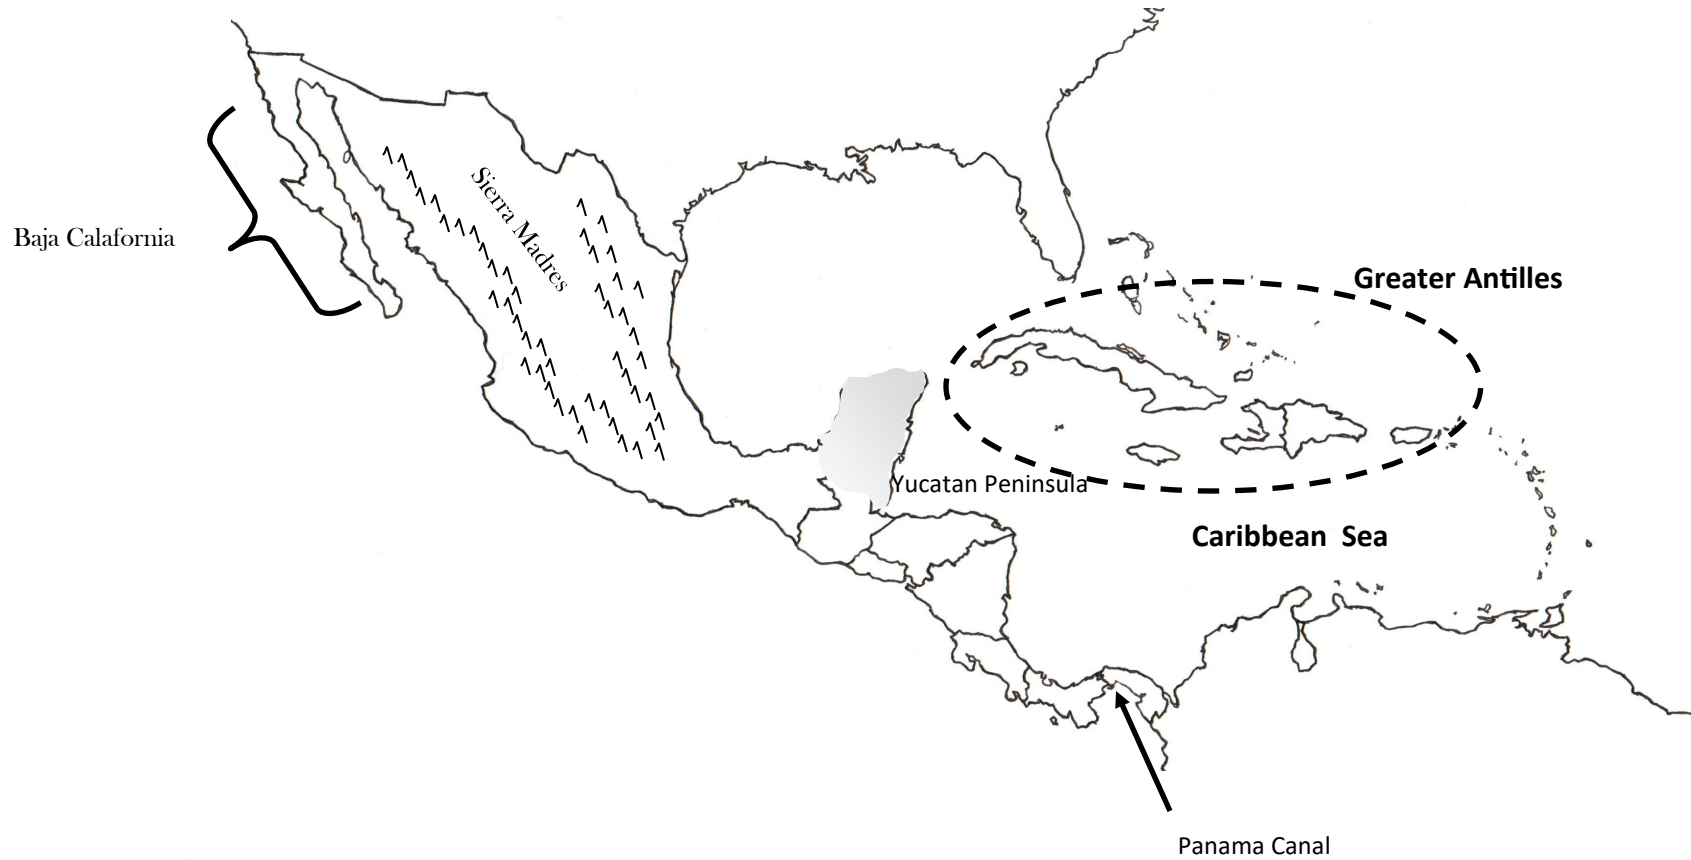 Sierra Madres
Baja Calafornia
Greater Antilles
Yucatan Peninsula
Caribbean Sea
Panama Canal